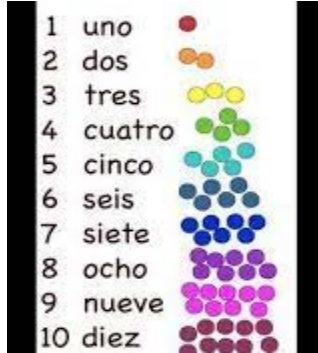 1 uno
2 dos
3 tres
4 cuatro
5 cinco
6 seis
7 siete
8 ocho
9 nueve
10 diez